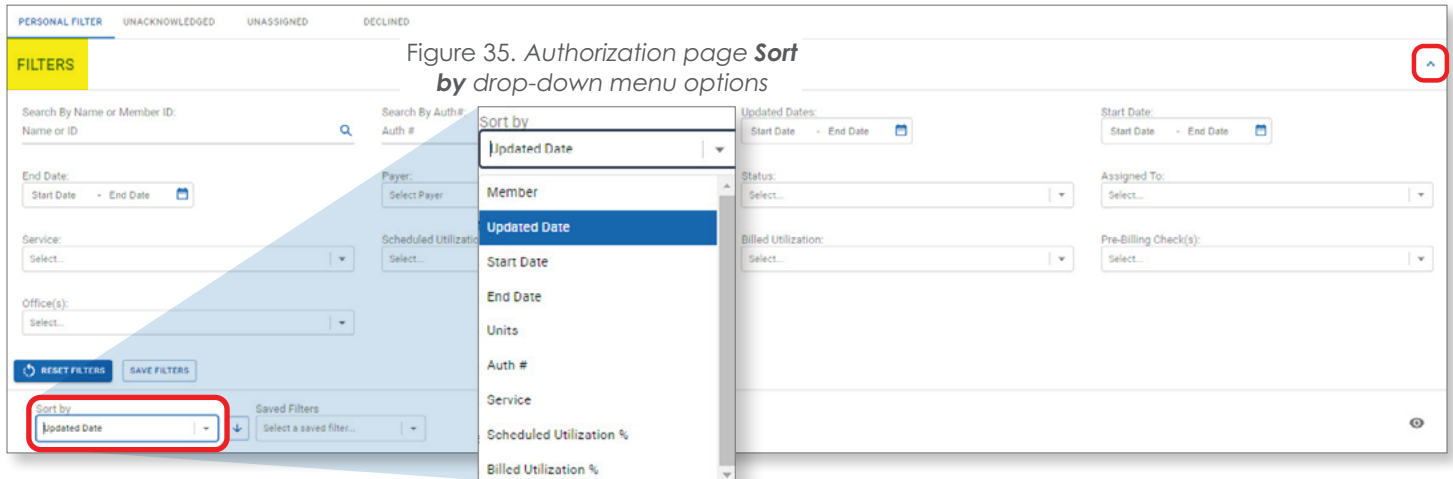 PERSONAL FILTER UNACKNOWLEDGED UNASSIGNED DECLINED
Figure 35. Authorization page Sort
by drop-down menu options
FILTERS
Search By Name or Member ID:
Name or ID
Search By Auth#:
Auth #
Updated Dates:
Start Date - End Date
Start Date:
Start Date - End Date
End Date:
Start Date - End Date
Payer:
Select Payer
Status:
Select...
Assigned To:
Select...
Service:
Select...
Scheduled
Select...
Billed Utilization:
Select...
Pre-Billing Check(s):
Select...
Office(s):
Select...
RESET FILTERS SAVE FILTERS
Sort by
Updated Date
Saved Filters
Select a saved filter...
Sort by
Updated Date
Member
Updated Date
Start Date
End Date
Units
Auth #
Service
Scheduled Utilization %
Billed Utilization %